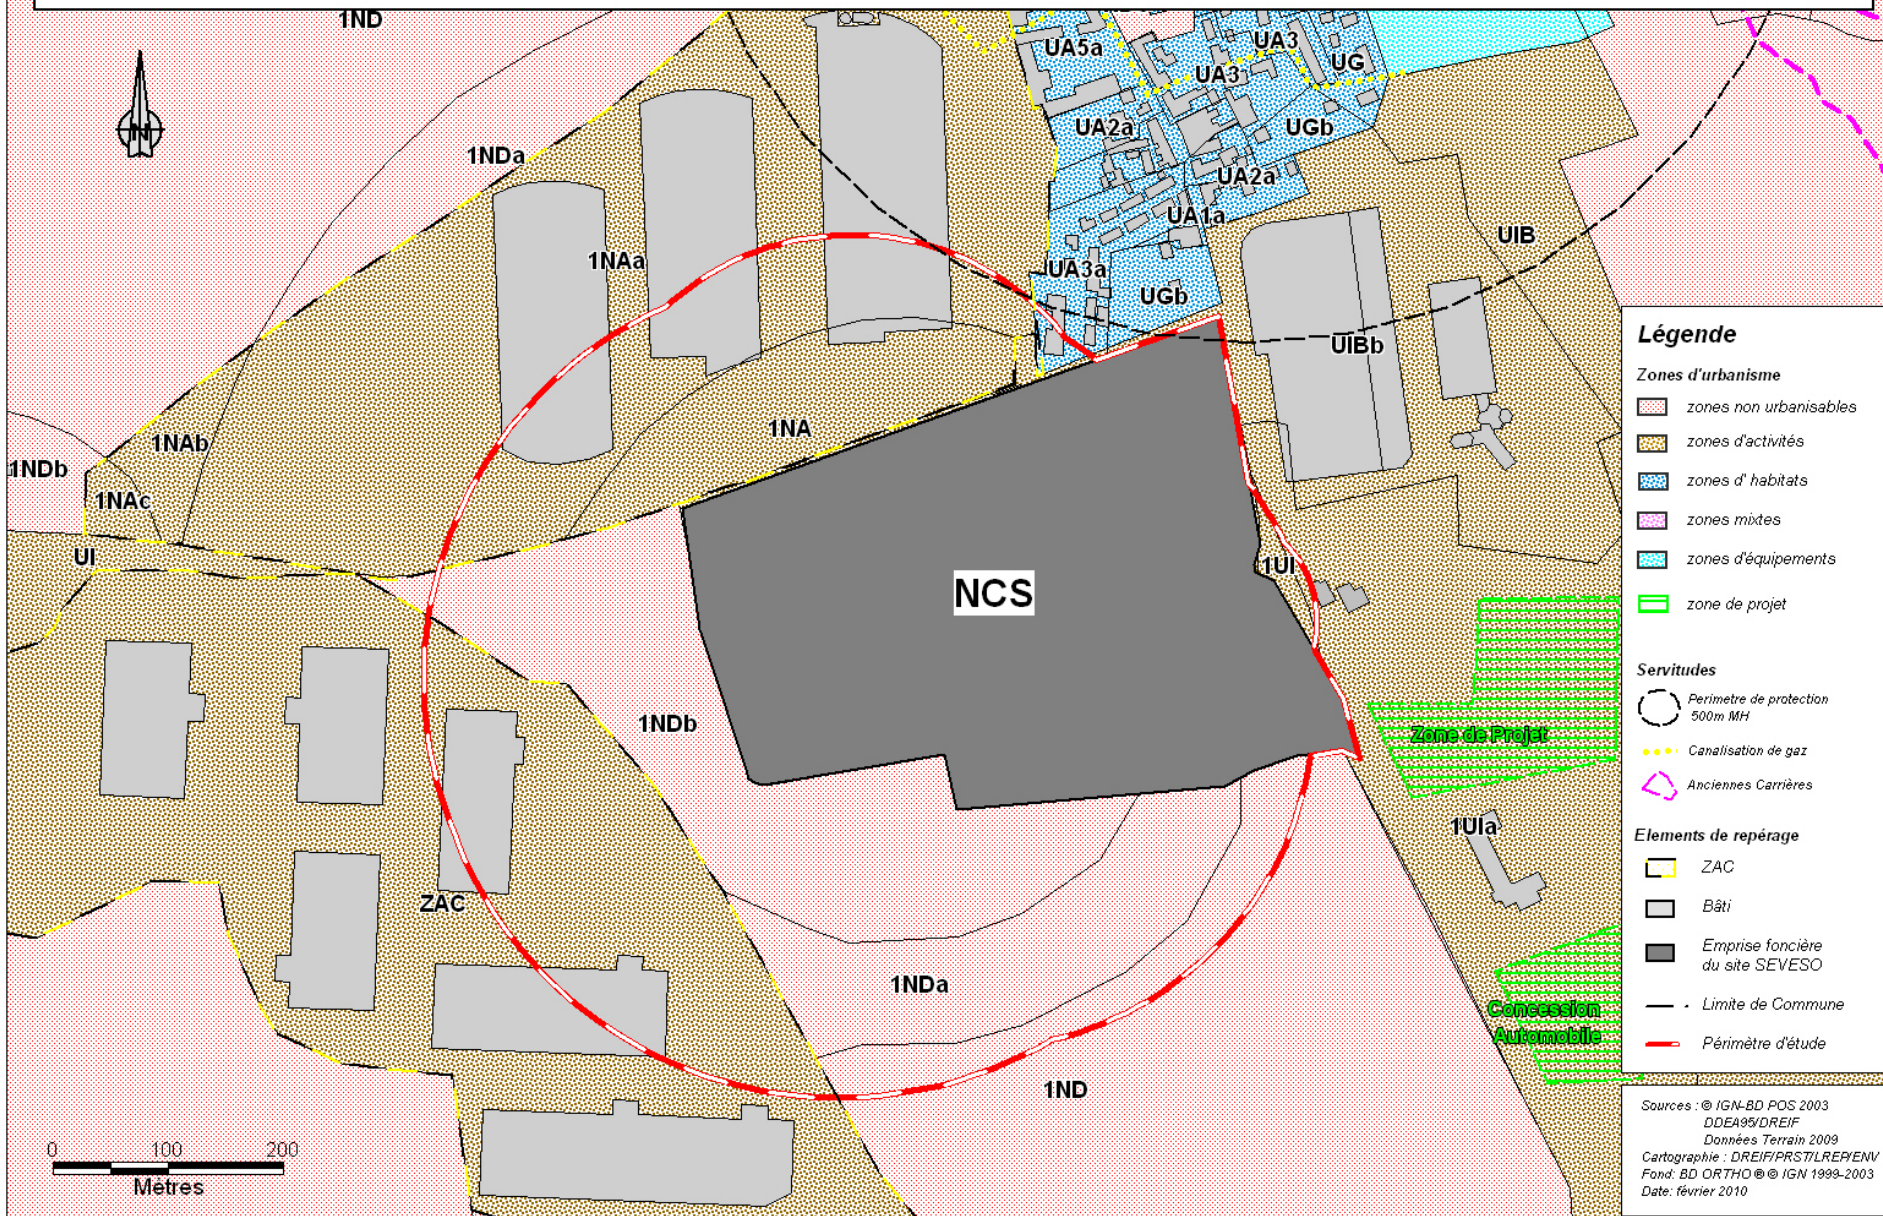 1ND
UA5a
UA3
UG
UA3
N
UA2a
UGb
1NDa
UA2a
UA1a
UIB
1NAa
UA3a
UGb
UIBb
1NA
1NAb
1NDb
1NAc
UI
1UI
NCS
1NDb
Zone de Projet
1UIa
ZAC
1NDa
Concession
Automobile
1ND
0 100 200
Mètres
Légende
Zones d'urbanisme
zones non urbanisables
zones d'activités
zones d' habitats
zones mixtes
zones d'équipements
zone de projet
Servitudes
Perimetre de protection
500m MH
Canalisation de gaz
Anciennes Carrières
Elements de repérage
ZAC
Bâti
Emprise foncière
du site SEVESO
Limite de Commune
Périmètre d'étude
Sources : © IGN-BD POS 2003
DDEA95/DREIF
Données Terrain 2009
Cartographie : DREIF/PRST/LREP/ENV
Fond: BD ORTHO ® © IGN 1999-2003
Date: février 2010